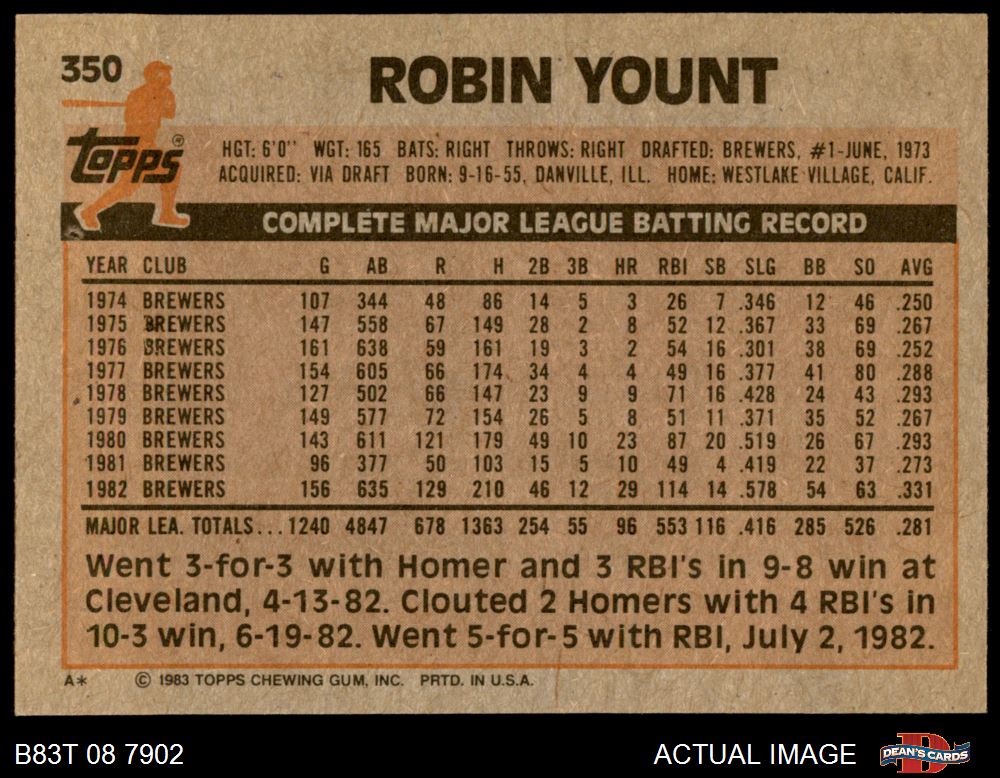 350
ROBIN YOUNT
topps®
HGT: 6'0" WGT: 165 BATS: RIGHT THROWS: RIGHT DRAFTED: BREWERS, #1-JUNE, 1973
ACQUIRED: VIA DRAFT BORN: 9-16-55, DANVILLE, ILL. HOME: WESTLAKE VILLAGE, CALIF.
COMPLETE MAJOR LEAGUE BATTING RECORD
YEAR CLUB G AB R H 2B 3B HR RBI SB SLG BB SO AVG
1974 BREWERS 107 344 48 86 14 5 3 26 7 .346 12 46 .250
1975 BREWERS 147 558 67 149 28 2 8 52 12 .367 33 69 .267
1976 BREWERS 161 638 59 161 19 3 2 54 16 .301 38 69 .252
1977 BREWERS 154 605 66 174 34 4 4 49 16 .377 41 80 .288
1978 BREWERS 127 502 66 147 23 9 9 71 16 .428 24 43 .293
1979 BREWERS 149 577 72 154 26 5 8 51 11 .371 35 52 .267
1980 BREWERS 143 611 121 179 49 10 23 87 20 .519 26 67 .293
1981 BREWERS 96 377 50 103 15 5 10 49 4 .419 22 37 .273
1982 BREWERS 156 635 129 210 46 12 29 114 14 .578 54 63 .331
MAJOR LEA. TOTALS... 1240 4847 678 1363 254 55 96 553 116 .416 285 526 .281
Went 3-for-3 with Homer and 3 RBI's in 9-8 win at
Cleveland, 4-13-82. Clouted 2 Homers with 4 RBI's in
10-3 win, 6-19-82. Went 5-for-5 with RBI, July 2, 1982.
A* © 1983 TOPPS CHEWING GUM, INC. PRTD. IN U.S.A.
B83T 08 7902 ACTUAL IMAGE DEAN'S CARDS